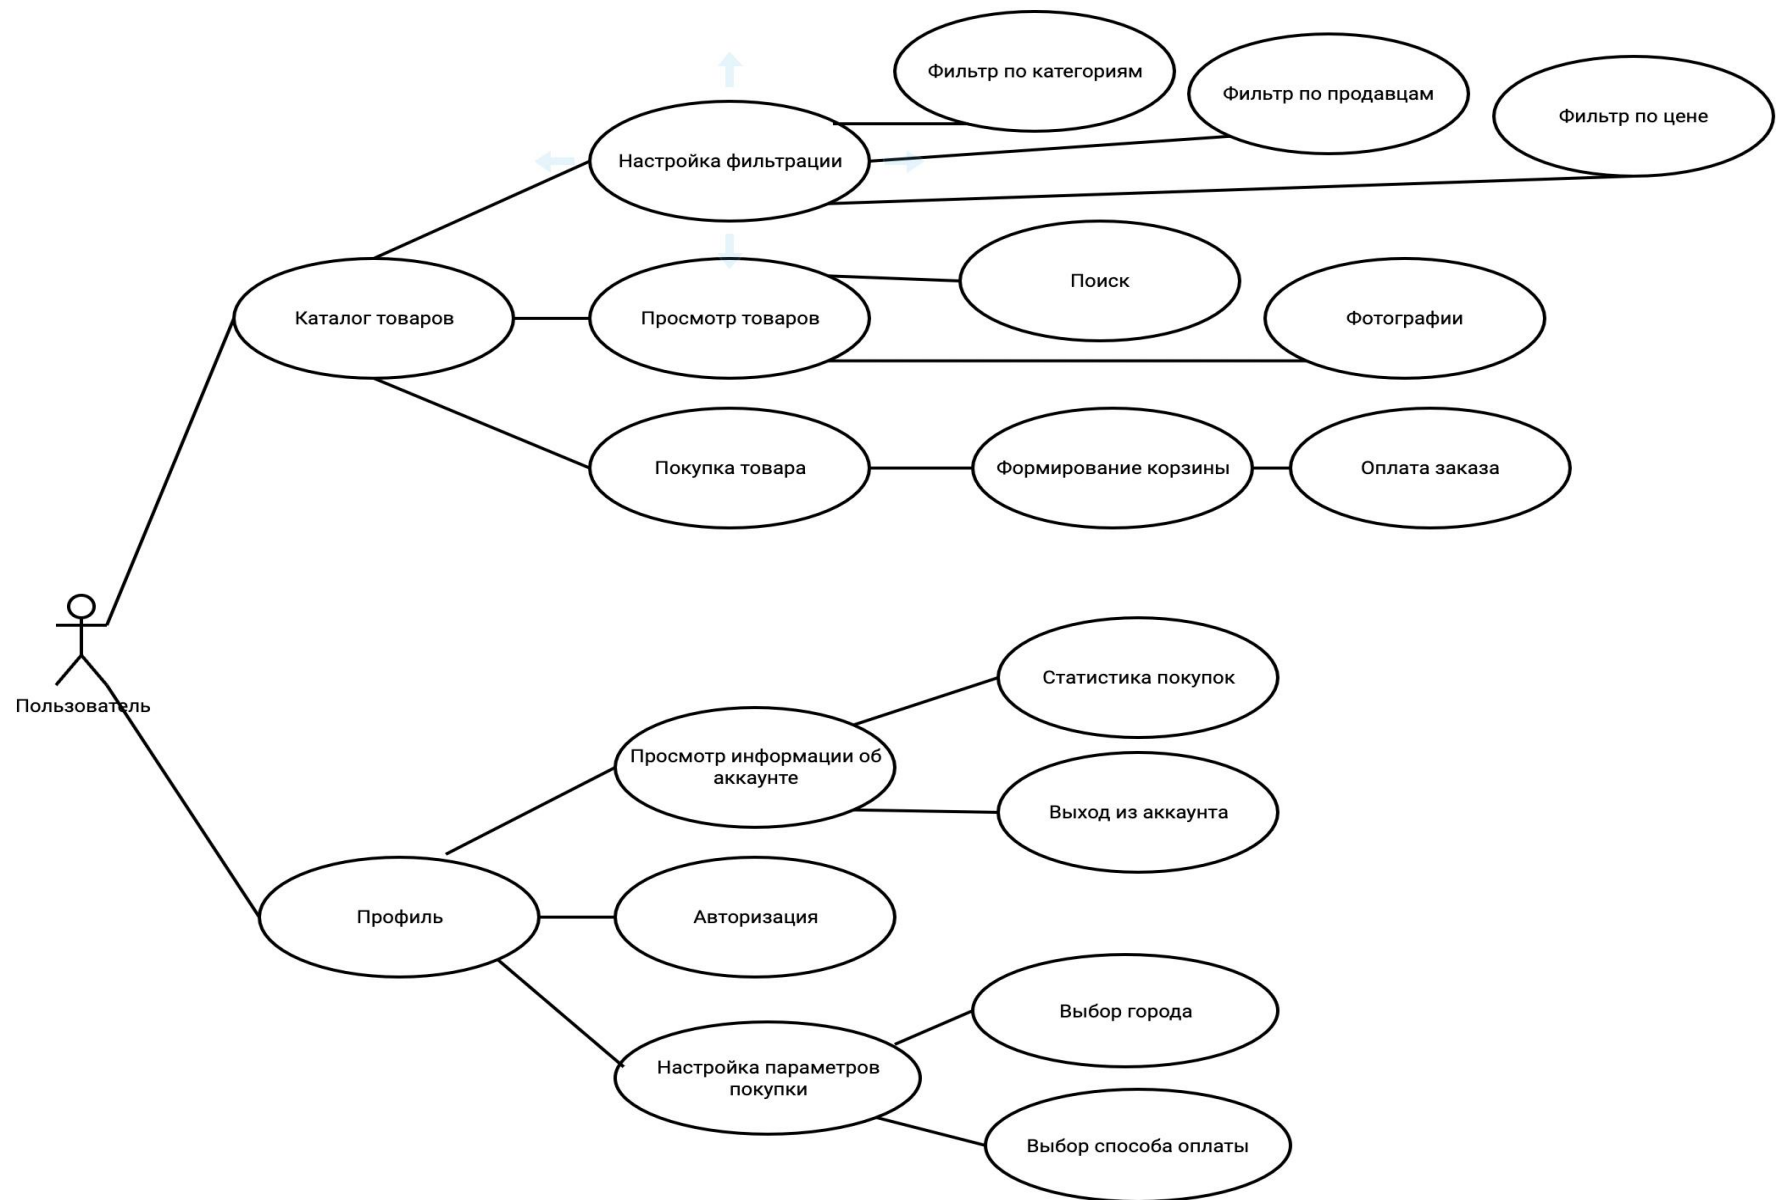 Фильтр по категориям
Фильтр по продавцам
Фильтр по цене
Настройка фильтрации
Поиск
Каталог товаров
Просмотр товаров
Фотографии
Покупка товара
Формирование корзины
Оплата заказа
Пользователь
Статистика покупок
Просмотр информации об
аккаунте
Выход из аккаунта
Профиль
Авторизация
Выбор города
Настройка параметров
покупки
Выбор способа оплаты